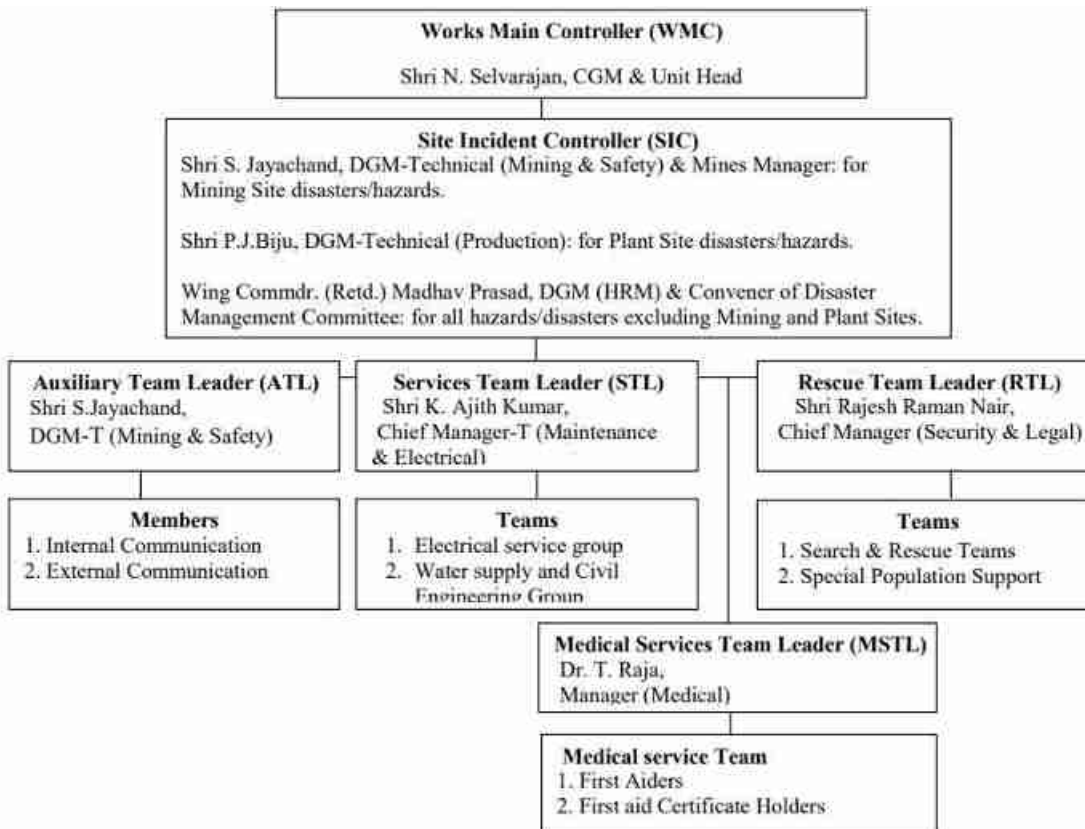 Works Main Controller (WMC)
Shri N. Selvarajan, CGM & Unit Head
Site Incident Controller (SIC)
Shri S. Jayachand, DGM-Technical (Mining & Safety) & Mines Manager: for
Mining Site disasters/hazards.
Shri P.J.Biju, DGM-Technical (Production): for Plant Site disasters/hazards.
Wing Commdr. (Retd.) Madhav Prasad, DGM (HRM) & Convener of Disaster
Management Committee: for all hazards/disasters excluding Mining and Plant Sites.
Auxiliary Team Leader (ATL)
Shri S.Jayachand,
DGM-T (Mining & Safety)
Services Team Leader (STL)
Shri K. Ajith Kumar,
Chief Manager-T (Maintenance
& Electrical)
Rescue Team Leader (RTL)
Shri Rajesh Raman Nair,
Chief Manager (Security & Legal)
Members
1. Internal Communication
2. External Communication
Teams
1. Electrical service group
2. Water supply and Civil
Engineering Group
Teams
1. Search & Rescue Teams
2. Special Population Support
Medical Services Team Leader (MSTL)
Dr. T. Raja,
Manager (Medical)
Medical service Team
1. First Aiders
2. First aid Certificate Holders